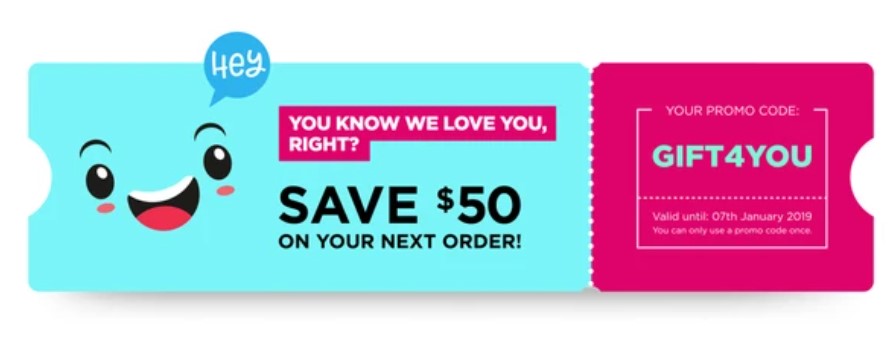 Hey
YOU KNOW WE LOVE YOU,
RIGHT?
SAVE $50
ON YOUR NEXT ORDER!
YOUR PROMO CODE:
GIFT4YOU
Valid until: 07th January 2019
You can only use a promo code once.